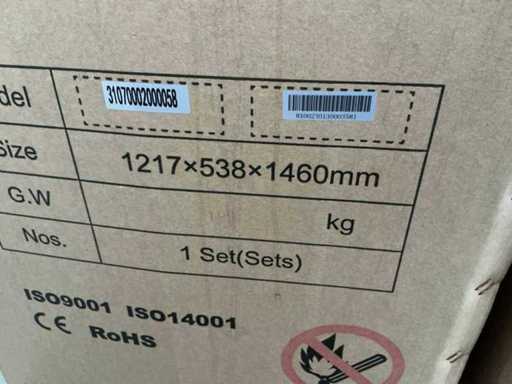 del 31070002000058
Size 1217×538×1460mm
G.W kg
Nos. 1 Set(Sets)
ISO9001 ISO14001
CE RoHS